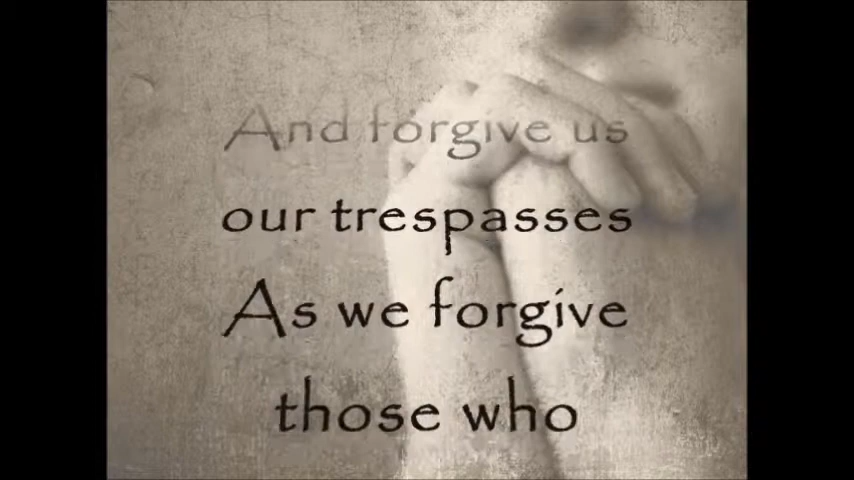 And forgive us
our trespasses
As we forgive
those who